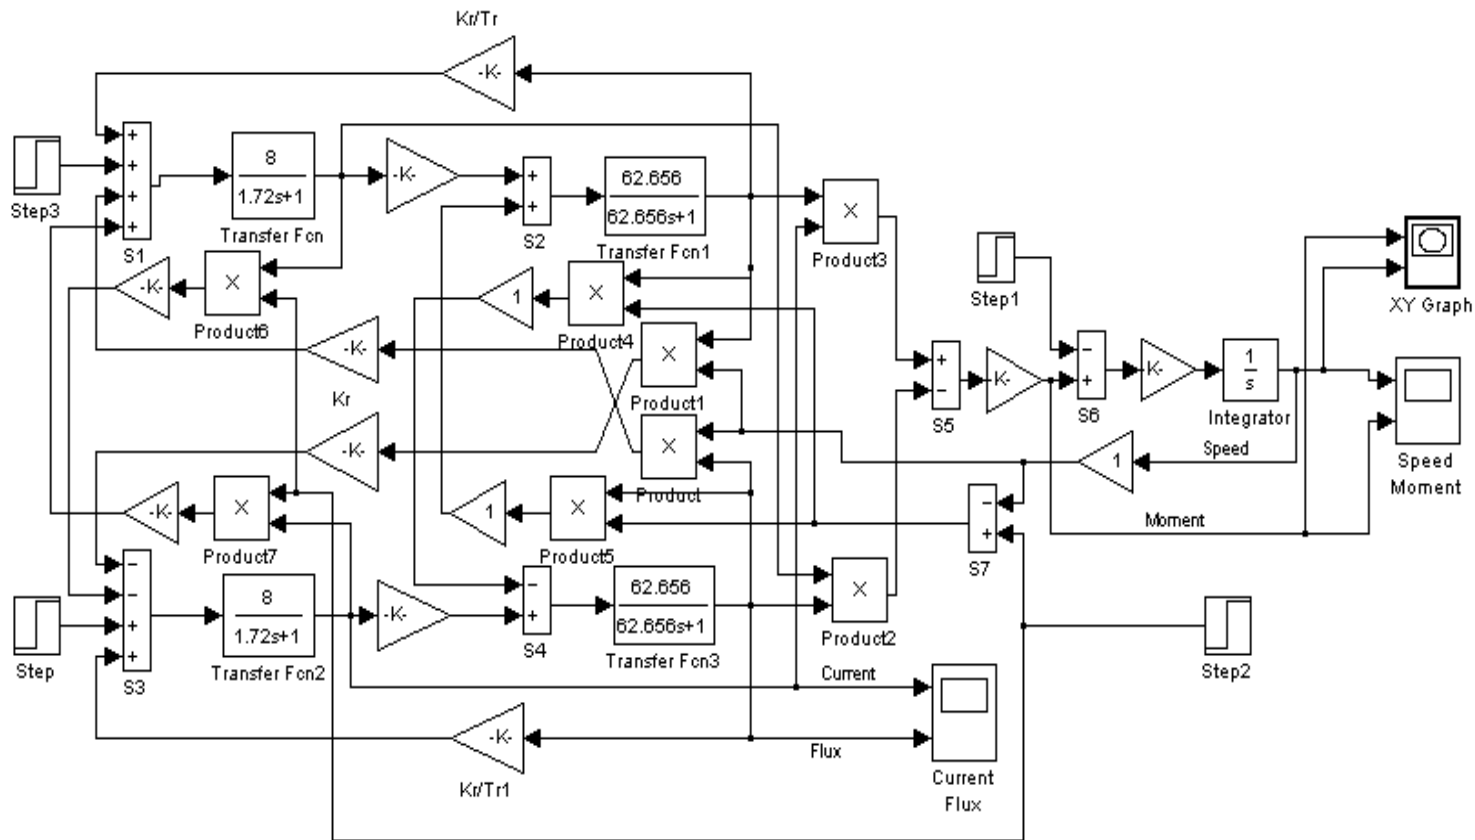 Kr/Tr
-K-
+
+
+
+
S1
Step3
8
1.72s+1
Transfer Fcn
-K-
+
+
S2
62.656
62.656s+1
Transfer Fcn1
X
Product3
-K-
X
Product6
1
X
Product4
Step1
XY Graph
-K-
Kr
X
Product1
+
-
S5
K-
-
+
S6
K-
1
s
Integrator
Speed
Moment
-K-
X
Product
1
Speed
-K-
X
Product7
1
X
Product5
-
+
S7
Moment
-
-
+
+
S3
Step
8
1.72s+1
Transfer Fcn2
-K-
-
+
S4
62.656
62.656s+1
Transfer Fcn3
X
Product2
Step2
Current
-K-
Kr/Tr1
Flux
Current
Flux